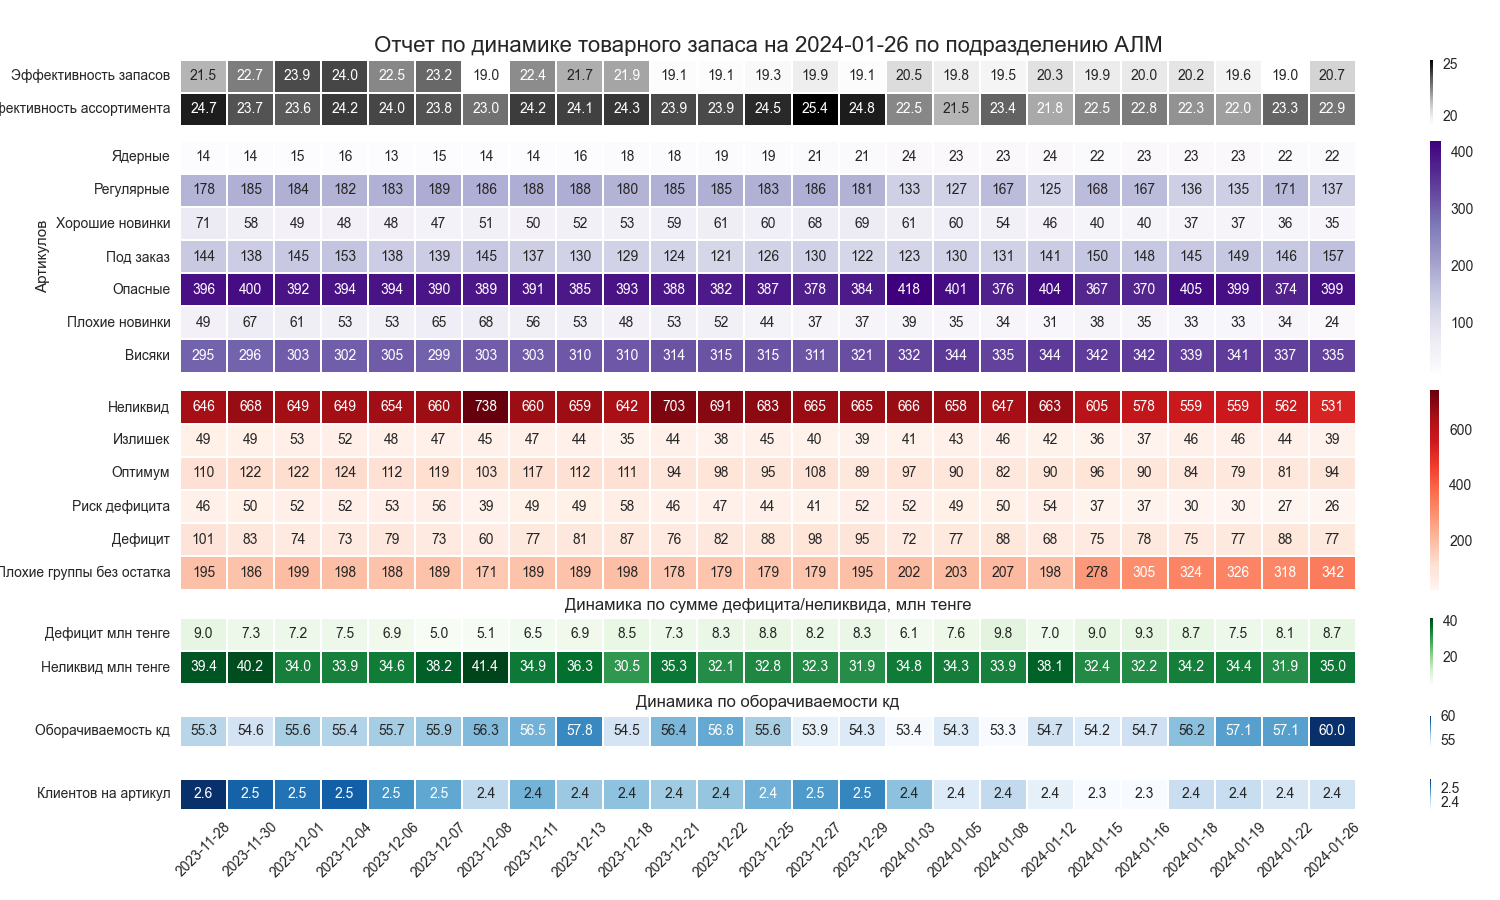 Отчет по динамике товарного запаса на 2024-01-26 по подразделению АЛМ
Эффективность запасов 21.5 22.7 23.9 24.0 22.5 23.2 19.0 22.4 21.7 21.9 19.1 19.1 19.3 19.9 19.1 20.5 19.8 19.5 20.3 19.9 20.0 20.2 19.6 19.0 20.7
фективность ассортимента 24.7 23.7 23.6 24.2 24.0 23.8 23.0 24.2 24.1 24.3 23.9 23.9 24.5 25.4 24.8 22.5 21.5 23.4 21.8 22.5 22.8 22.3 22.0 23.3 22.9
25
20
Артикулов
Ядерные 14 14 15 16 13 15 14 14 16 18 18 19 19 21 21 24 23 23 24 22 23 23 23 22 22
Регулярные 178 185 184 182 183 189 186 188 188 180 185 185 183 186 181 133 127 167 125 168 167 136 135 171 137
Хорошие новинки 71 58 49 48 48 47 51 50 52 53 59 61 60 68 69 61 60 54 46 40 40 37 37 36 35
Под заказ 144 138 145 153 138 139 145 137 130 129 124 121 126 130 122 123 130 131 141 150 148 145 149 146 157
Опасные 396 400 392 394 394 390 389 391 385 393 388 382 387 378 384 418 401 376 404 367 370 405 399 374 399
Плохие новинки 49 67 61 53 53 65 68 56 53 48 53 52 44 37 37 39 35 34 31 38 35 33 33 34 24
Висяки 295 296 303 302 305 299 303 303 310 310 314 315 315 311 321 332 344 335 344 342 342 339 341 337 335
400
300
200
100
Неликвид 646 668 649 649 654 660 738 660 659 642 703 691 683 665 665 666 658 647 663 605 578 559 559 562 531
Излишек 49 49 53 52 48 47 45 47 44 35 44 38 45 40 39 41 43 46 42 36 37 46 46 44 39
Оптимум 110 122 122 124 112 119 103 117 112 111 94 98 95 108 89 97 90 82 90 96 90 84 79 81 94
Риск дефицита 46 50 52 52 53 56 39 49 49 58 46 47 44 41 52 52 49 50 54 37 37 30 30 27 26
Дефицит 101 83 74 73 79 73 60 77 81 87 76 82 88 98 95 72 77 88 68 75 78 75 77 88 77
Плохие группы без остатка 195 186 199 198 188 189 171 189 189 198 178 179 179 179 195 202 203 207 198 278 305 324 326 318 342
600
400
200
Динамика по сумме дефицита/неликвида, млн тенге
Дефицит млн тенге 9.0 7.3 7.2 7.5 6.9 5.0 5.1 6.5 6.9 8.5 7.3 8.3 8.8 8.2 8.3 6.1 7.6 9.8 7.0 9.0 9.3 8.7 7.5 8.1 8.7
Неликвид млн тенге 39.4 40.2 34.0 33.9 34.6 38.2 41.4 34.9 36.3 30.5 35.3 32.1 32.8 32.3 31.9 34.8 34.3 33.9 38.1 32.4 32.2 34.2 34.4 31.9 35.0
40
20
Динамика по оборачиваемости кд
Оборачиваемость кд 55.3 54.6 55.6 55.4 55.7 55.9 56.3 56.5 57.8 54.5 56.4 56.8 55.6 53.9 54.3 53.4 54.3 53.3 54.7 54.2 54.7 56.2 57.1 57.1 60.0
60
55
Клиентов на артикул 2.6 2.5 2.5 2.5 2.5 2.5 2.4 2.4 2.4 2.4 2.4 2.4 2.4 2.5 2.5 2.4 2.4 2.4 2.4 2.3 2.3 2.4 2.4 2.4 2.4
2.5
2.4
2023-11-28 2023-11-30 2023-12-01 2023-12-04 2023-12-06 2023-12-07 2023-12-08 2023-12-11 2023-12-13 2023-12-18 2023-12-21 2023-12-22 2023-12-25 2023-12-27 2023-12-29 2024-01-03 2024-01-05 2024-01-08 2024-01-12 2024-01-15 2024-01-16 2024-01-18 2024-01-19 2024-01-22 2024-01-26